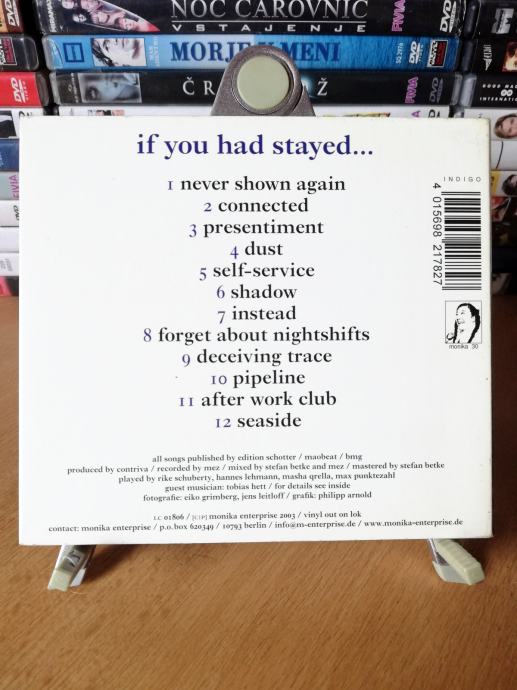 NOČ ČAROVNIC
VSTAJENJE
FIVIA
DVD
MORJE V MENI
DVD
FIVIA
DVD
if you had stayed...
1 never shown again
2 connected
3 presentiment
4 dust
5 self-service
6 shadow
7 instead
8 forget about nightshifts
9 deceiving trace
10 pipeline
11 after work club
12 seaside
INDIGO
4 015698 217827
monika 30
all songs published by edition schotter / maobeat / bmg
produced by contriva / recorded by mez / mixed by stefan betke and mez / mastered by stefan betke
played by rike schuberty, hannes lehmann, masha qrella, max punktezahl
guest musician: tobias hett / for details see inside
fotografie: eiko grimberg, jens leitloff / grafik: philipp arnold
LC 01806 / [C][P] monika enterprise 2003 / vinyl out on lok
contact: monika enterprise / p.o.box 620349 / 10793 berlin / info@m-enterprise.de / www.monika-enterprise.de